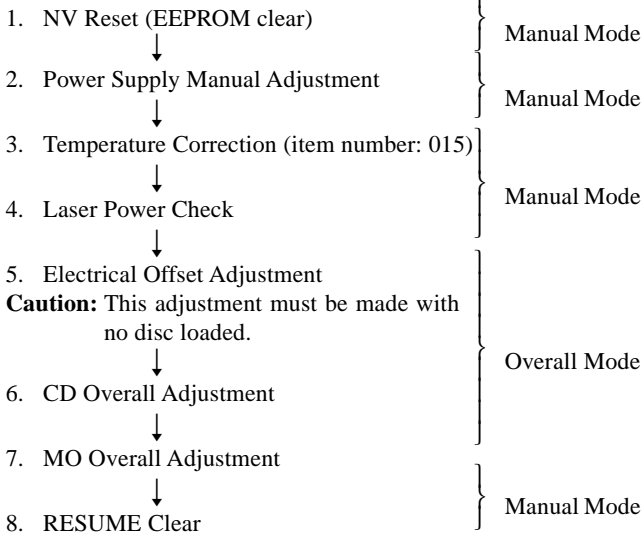 1. NV Reset (EEPROM clear)
Manual Mode
2. Power Supply Manual Adjustment
Manual Mode
3. Temperature Correction (item number: 015)
Manual Mode
4. Laser Power Check
5. Electrical Offset Adjustment
Caution: This adjustment must be made with
no disc loaded.
Overall Mode
6. CD Overall Adjustment
7. MO Overall Adjustment
Manual Mode
8. RESUME Clear